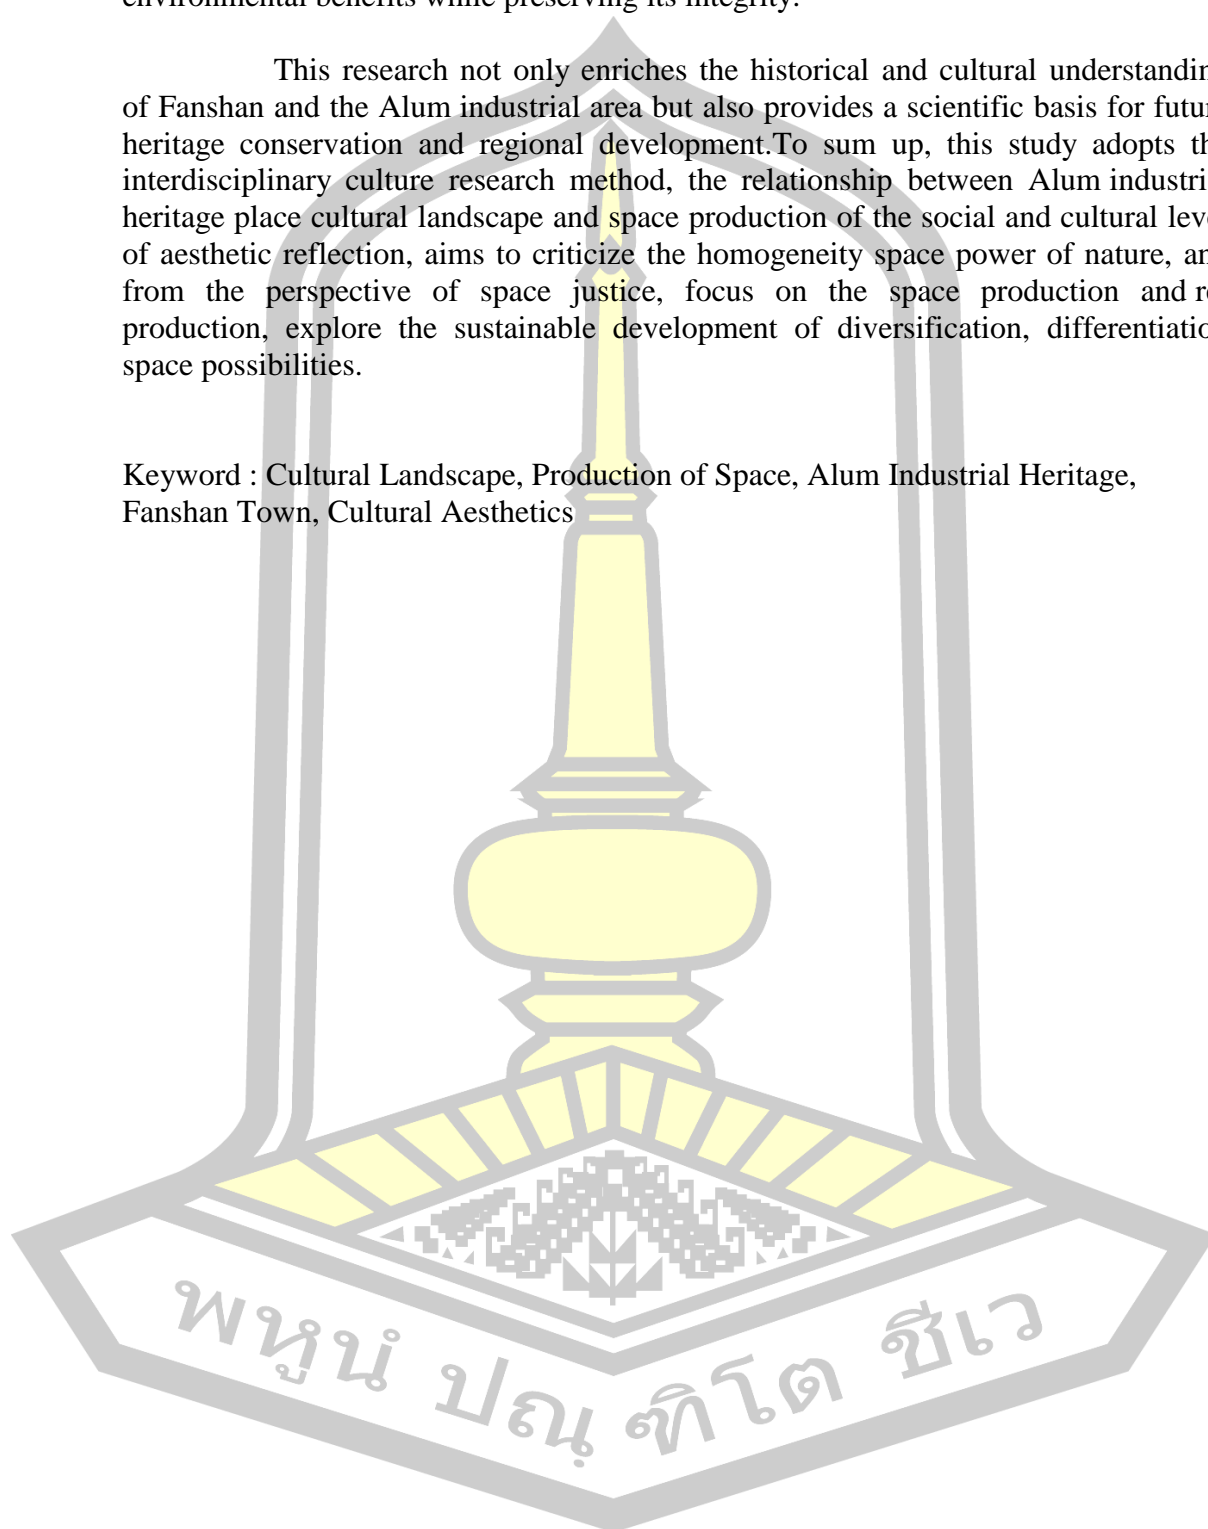 environmental benefits while preserving its integrity.
This research not only enriches the historical and cultural understandin
of Fanshan and the Alum industrial area but also provides a scientific basis for futur
heritage conservation and regional development.To sum up, this study adopts th
interdisciplinary culture research method, the relationship between Alum industri
heritage place cultural landscape and space production of the social and cultural leve
of aesthetic reflection, aims to criticize the homogeneity space power of nature, an
from the perspective of space justice, focus on the space production and r
production, explore the sustainable development of diversification, differentiatio
space possibilities.
Keyword : Cultural Landscape, Production of Space, Alum Industrial Heritage,
Fanshan Town, Cultural Aesthetics
พหูนํ ปณฺฑิโต ชีเว